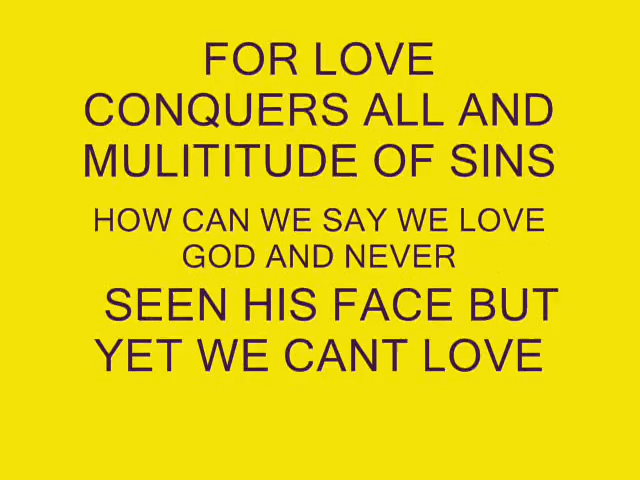 FOR LOVE
CONQUERS ALL AND
MULITITUDE OF SINS
HOW CAN WE SAY WE LOVE
GOD AND NEVER
SEEN HIS FACE BUT
YET WE CANT LOVE